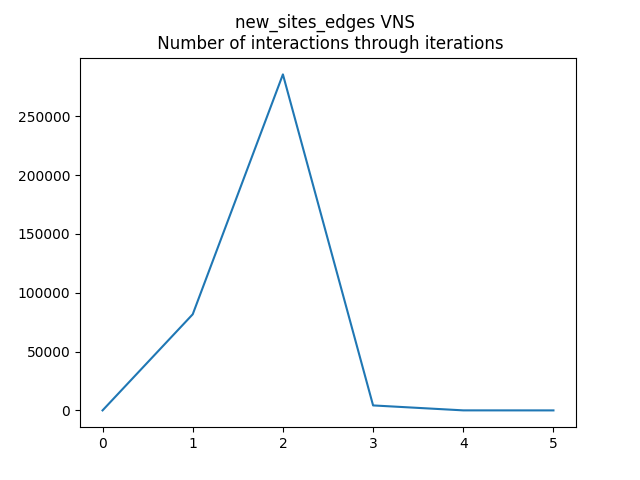 new_sites_edges VNS
Number of interactions through iterations
250000
200000
150000
100000
50000
0
0 1 2 3 4 5